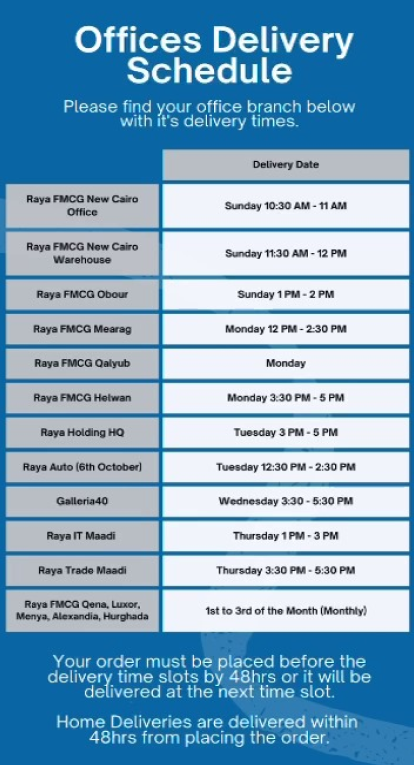 Offices Delivery
Schedule
Please find your office branch below
with it's delivery times.
Delivery Date
Raya FMCG New Cairo
Office
Sunday 10:30 AM - 11 AM
Raya FMCG New Cairo
Warehouse
Sunday 11:30 AM - 12 PM
Raya FMCG Obour
Sunday 1 PM - 2 PM
Raya FMCG Mearag
Monday 12 PM - 2:30 PM
Raya FMCG Qalyub
Monday
Raya FMCG Helwan
Monday 3:30 PM - 5 PM
Raya Holding HQ
Tuesday 3 PM - 5 PM
Raya Auto (6th October)
Tuesday 12:30 PM - 2:30 PM
Galleria40
Wednesday 3:30 - 5:30 PM
Raya IT Maadi
Thursday 1 PM - 3 PM
Raya Trade Maadi
Thursday 3:30 PM - 5:30 PM
Raya FMCG Qena, Luxor,
Menya, Alexandia, Hurghada
1st to 3rd of the Month (Monthly)
Your order must be placed before the
delivery time slots by 48hrs or it will be
delivered at the next time slot.
Home Deliveries are delivered within
48hrs from placing the order.